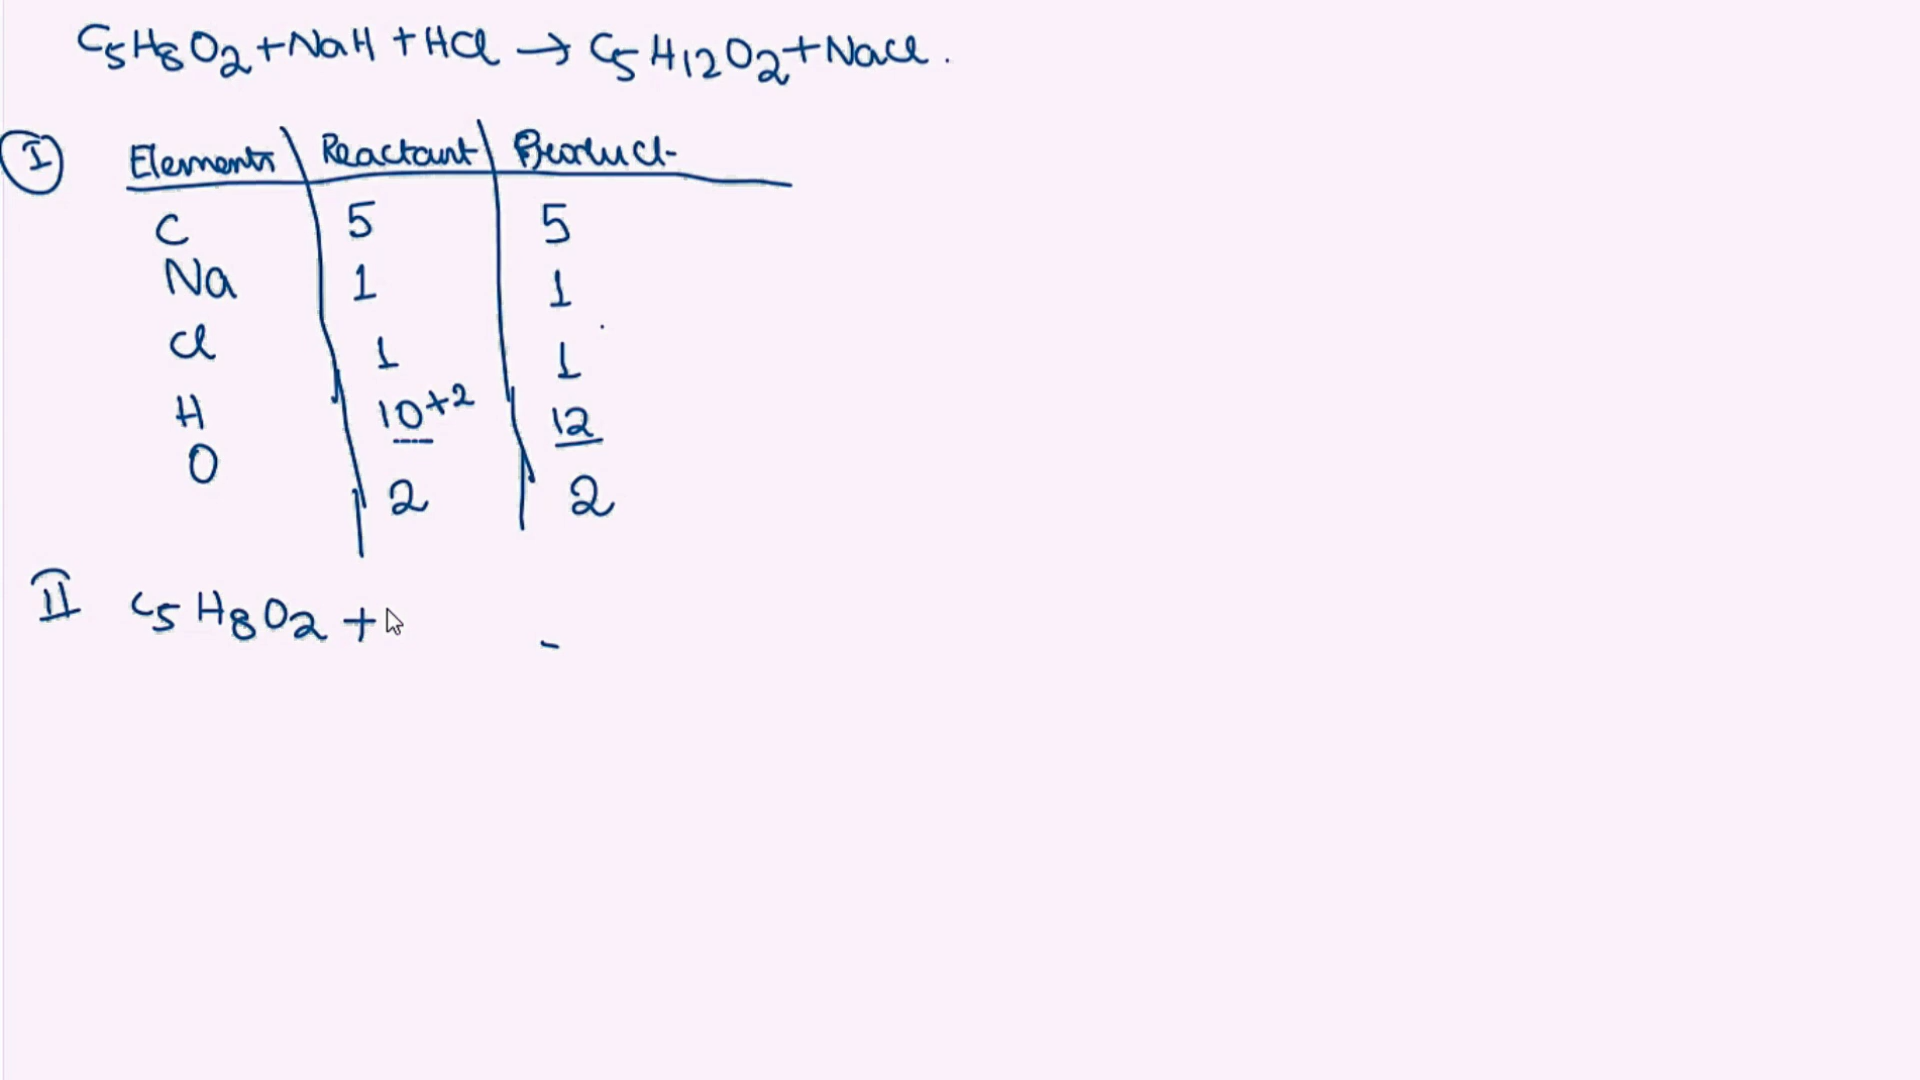 C5H8O2+NaH+HCl → C5H12O2+NaCl.
I Elements Reactant Product
C 5 5
Na 1 1
Cl 1 1
H 10+2 12
O 2 2
II C5H8O2 + -